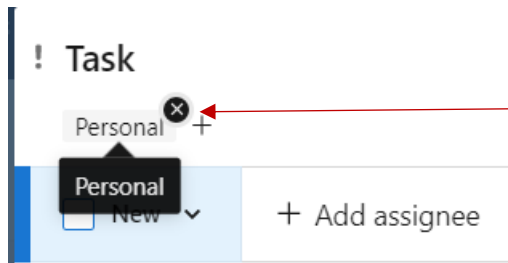 ! Task
Personal +
Personal
New
+ Add assignee